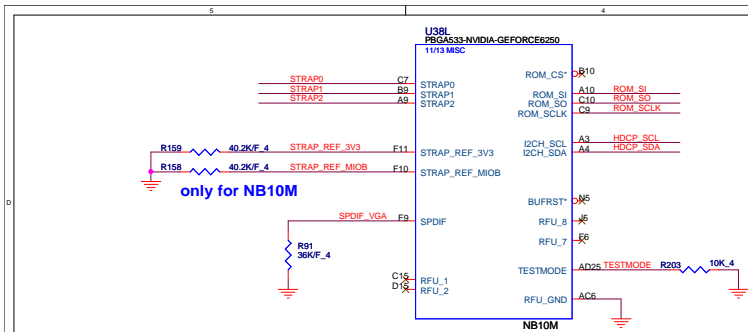 5
4
D
U38L
PBGA533-NVIDIA-GEFORCE6250
11/13 MISC
STRAP0 C7 STRAP0
STRAP1 B9 STRAP1
STRAP2 A9 STRAP2
ROM_CS* B10
ROM_SI A10 ROM_SI
ROM_SO C10 ROM_SO
ROM_SCLK C9 ROM_SCLK
I2CH_SCL A3 HDCP_SCL
I2CH_SDA A4 HDCP_SDA
R159 40.2K/F_4 STRAP_REF_3V3 F11 STRAP_REF_3V3
R158 40.2K/F_4 STRAP_REF_MIOB F10 STRAP_REF_MIOB
only for NB10M
BUFRST* N5
SPDIF_VGA F9 SPDIF
RFU_8 J5
RFU_7 F6
R91
36K/F_4
TESTMODE AD25 TESTMODE R203 10K_4
C15 RFU_1
D15 RFU_2
RFU_GND AC6
NB10M